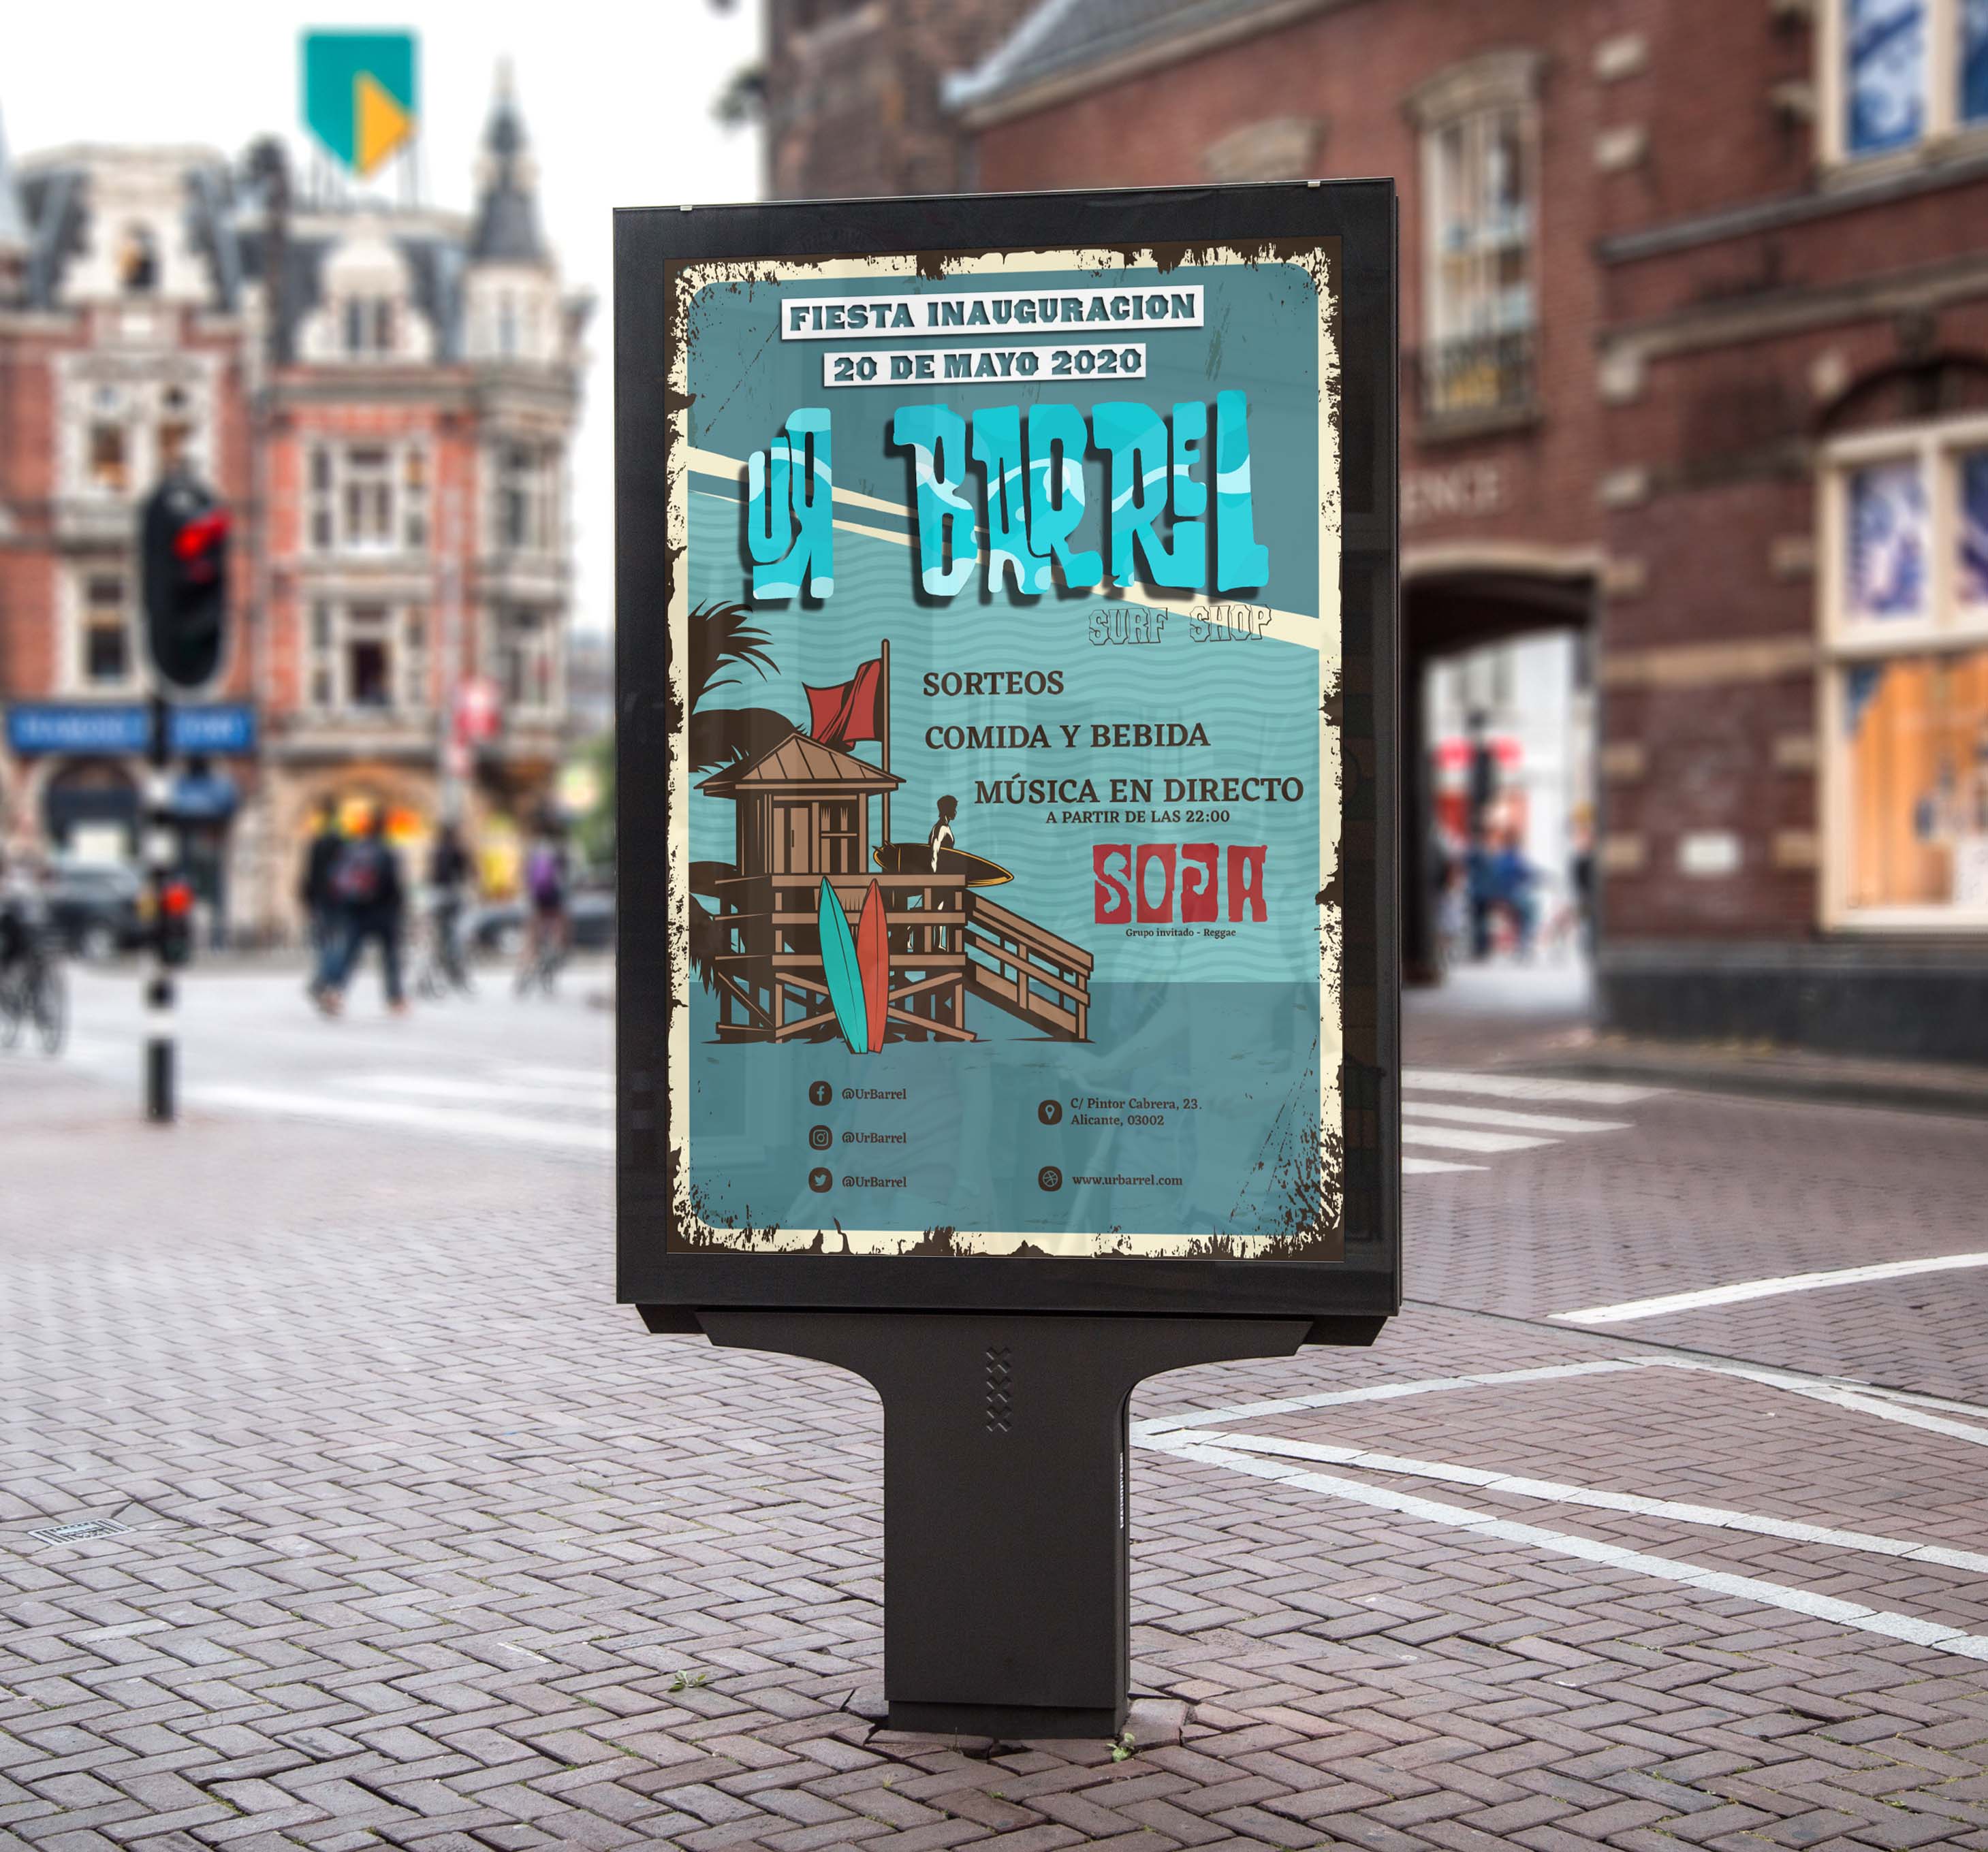 FIESTA INAUGURACION
20 DE MAYO 2020
UR BARREL
SURF SHOP
SORTEOS
COMIDA Y BEBIDA
MÚSICA EN DIRECTO
A PARTIR DE LAS 22:00
SOJA
Grupo invitado - Reggae
@UrBarrel
@UrBarrel
@UrBarrel
C/ Pintor Cabrera, 23.
Alicante, 03002
www.urbarrel.com